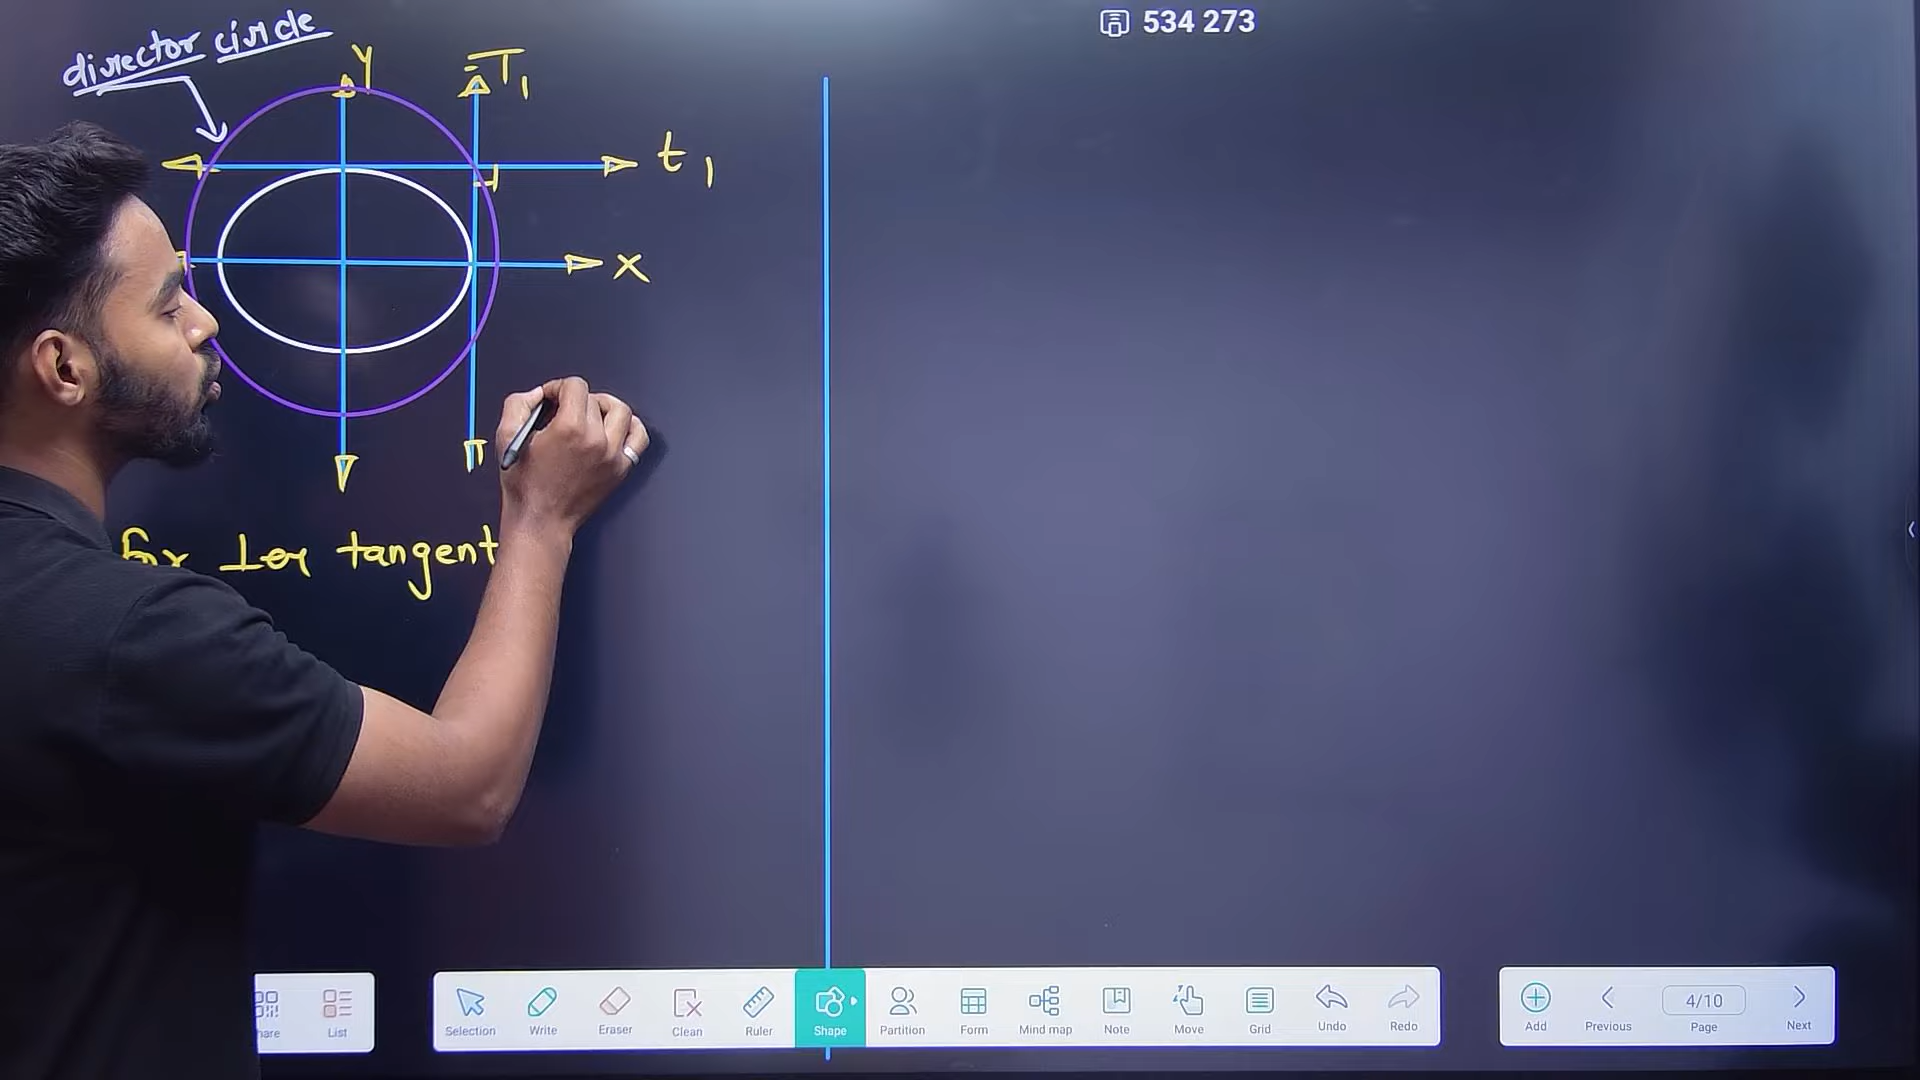 534 273
director circle
Y
T1
t1
x
for ⊥er tangent
hare
List
Selection
Write
Eraser
Clean
Ruler
Shape
Partition
Form
Mind map
Note
Move
Grid
Undo
Redo
Add
Previous
4/10
Page
Next